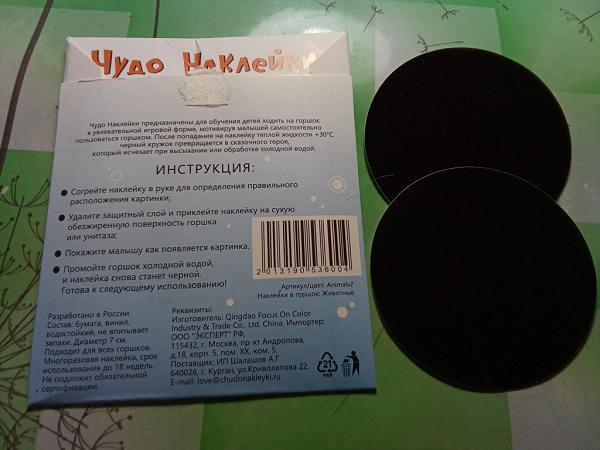 Чудо Наклейки
Чудо Наклейки предназначены для обучения детей ходить на горшок
в увлекательной игровой форме, мотивируя малышей самостоятельно
пользоваться горшком. После попадания на наклейку теплой жидкости +30°C
черный кружок превращается в сказочного героя,
который исчезает при высыхании или обработке холодной водой.
ИНСТРУКЦИЯ:
● Согрейте наклейку в руке для определения правильного
расположения картинки;
● Удалите защитный слой и приклейте наклейку на сухую
обезжиренную поверхность горшка
или унитаза;
● Покажите малышу как появляется картинка.
● Промойте горшок холодной водой,
и наклейка снова станет черной.
Готова к следующему использованию!
2 013190 536004
Артикул/цвет: Animals7
Наклейки в горшок: Животные
Разработано в России.
Состав: бумага, винил,
водостойкий, не впитывает
запахи. Диаметр 7 см.
Подходит для всех горшков.
Многоразовая наклейка, срок
использования до 18 недель.
Не подлежит обязательной
сертификации.
Реквизиты:
Изготовитель: Qingdao Focus On Color
Industry & Trade Co., Ltd. China. Импортер:
ООО "ЭКСПЕРТ" РФ,
115432, г. Москва, пр-кт Андропова,
д.18, корп. 5, пом. XX, ком. 5.
Поставщик: ИП Шалашов А.Г
640026, г. Курган, ул.Криволапова 22.
E-mail: love@chudonakleyki.ru
21
PAP